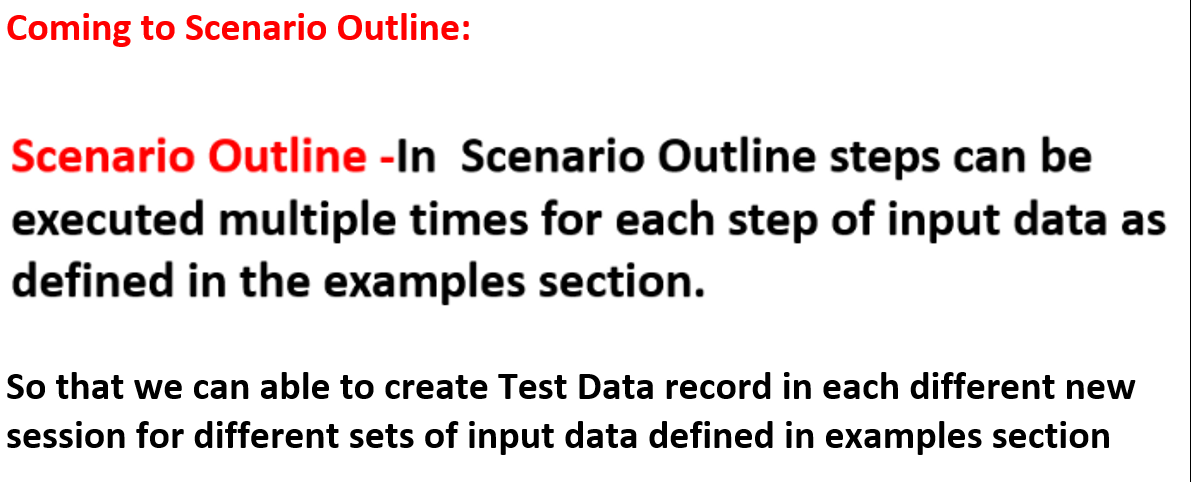 Coming to Scenario Outline:
Scenario Outline -In  Scenario Outline steps can be
executed multiple times for each step of input data as
defined in the examples section.
So that we can able to create Test Data record in each different new
session for different sets of input data defined in examples section